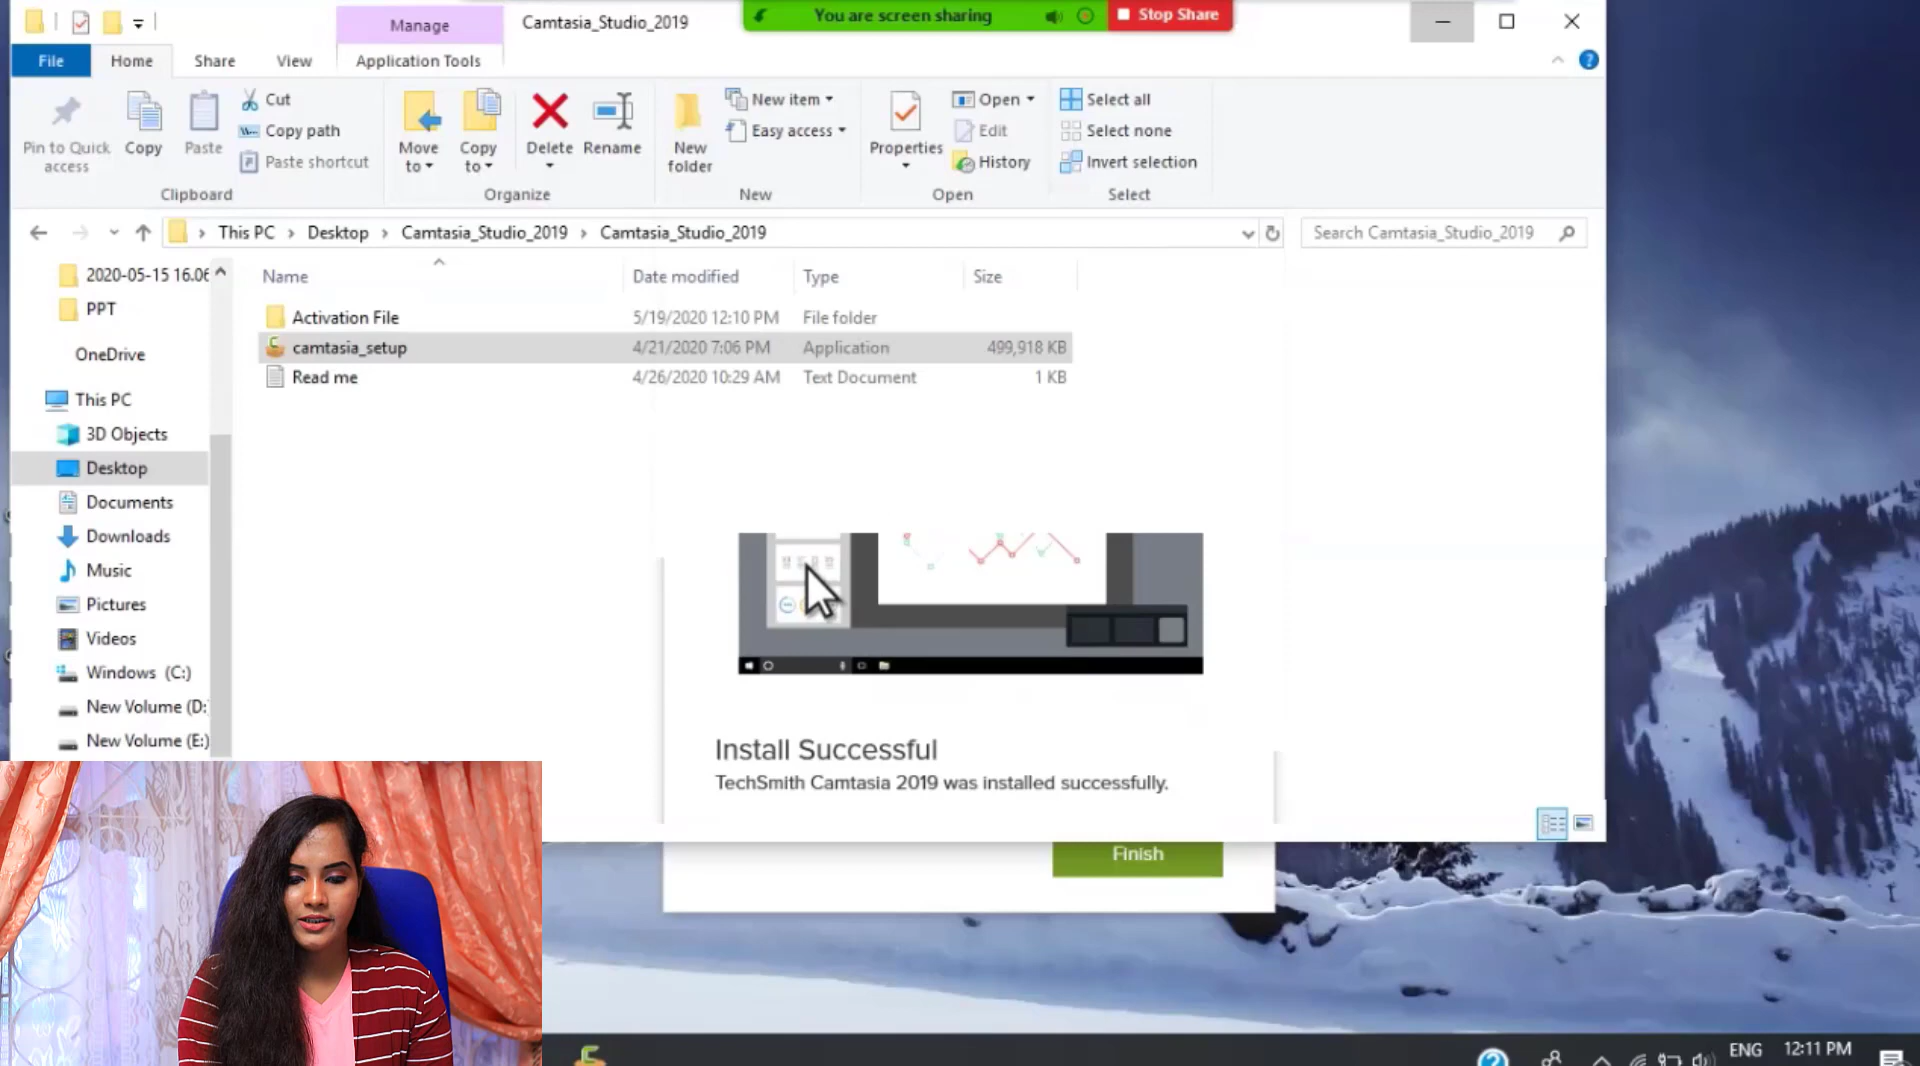 Manage
Camtasia_Studio_2019
You are screen sharing
Stop Share
File
Home
Share
View
Application Tools
Pin to Quick access
Copy
Paste
Cut
Copy path
Paste shortcut
Clipboard
Move to
Copy to
Delete
Rename
Organize
New folder
New item
Easy access
New
Properties
Open
Edit
History
Open
Select all
Select none
Invert selection
Select
This PC > Desktop > Camtasia_Studio_2019 > Camtasia_Studio_2019
Search Camtasia_Studio_2019
2020-05-15 16.06
PPT
OneDrive
This PC
3D Objects
Desktop
Documents
Downloads
Music
Pictures
Videos
Windows (C:)
New Volume (D:
New Volume (E:)
Name Date modified Type Size
Activation File 5/19/2020 12:10 PM File folder
camtasia_setup 4/21/2020 7:06 PM Application 499,918 KB
Read me 4/26/2020 10:29 AM Text Document 1 KB
Install Successful
TechSmith Camtasia 2019 was installed successfully.
Finish
ENG 12:11 PM